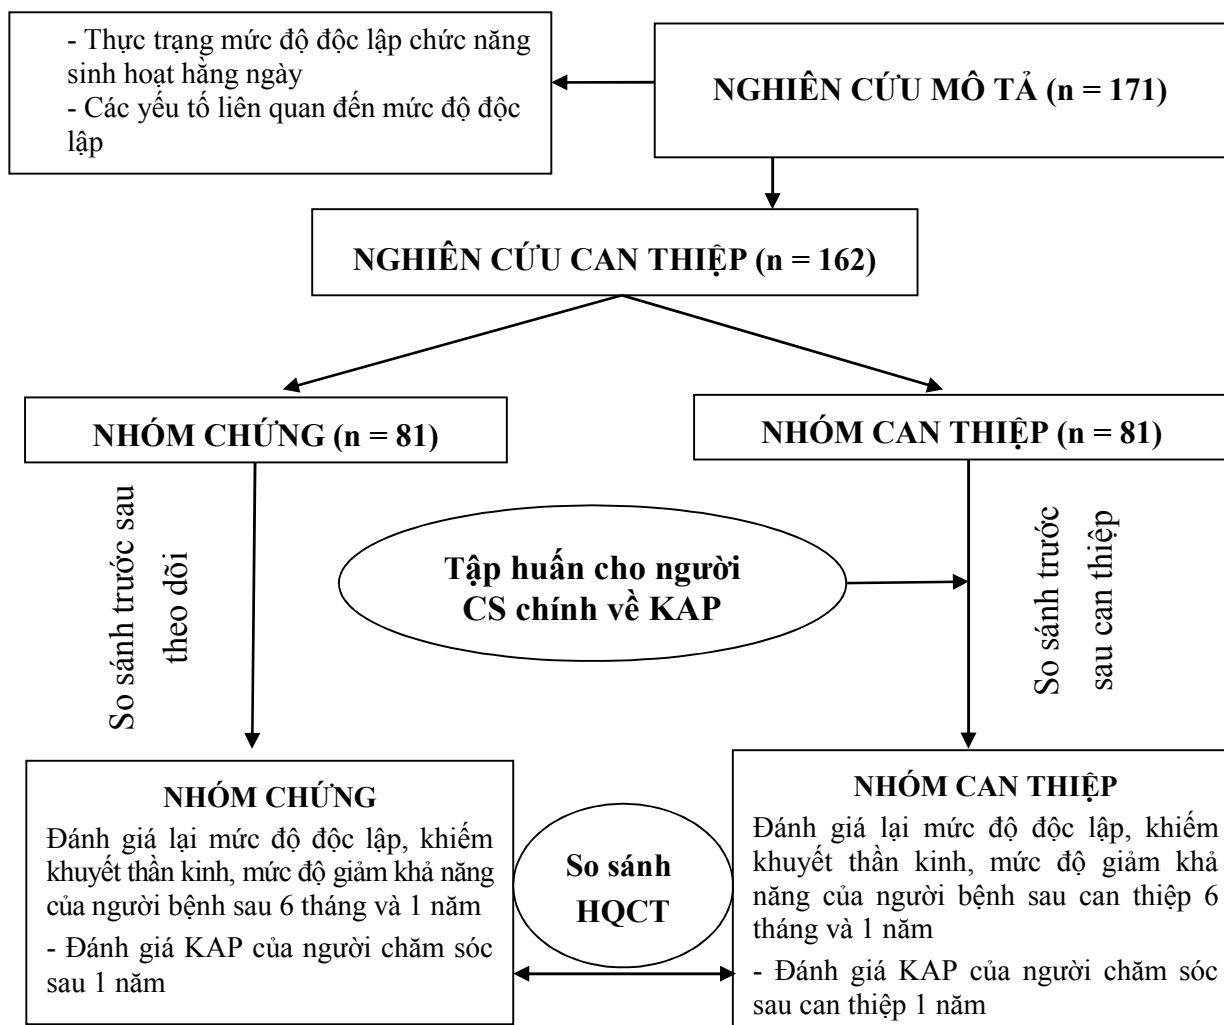 - Thực trạng mức độ độc lập chức năng
sinh hoạt hằng ngày
- Các yếu tố liên quan đến mức độ độc
lập
NGHIÊN CỨU MÔ TẢ (n = 171)
NGHIÊN CỨU CAN THIỆP (n = 162)
NHÓM CHỨNG (n = 81)
NHÓM CAN THIỆP (n = 81)
So sánh trước sau
theo dõi
Tập huấn cho người
CS chính về KAP
So sánh trước
sau can thiệp
NHÓM CHỨNG
Đánh giá lại mức độ độc lập, khiếm
khuyết thần kinh, mức độ giảm khả năng
của người bệnh sau 6 tháng và 1 năm
- Đánh giá KAP của người chăm sóc
sau 1 năm
So sánh
HQCT
NHÓM CAN THIỆP
Đánh giá lại mức độ độc lập, khiếm
khuyết thần kinh, mức độ giảm khả
năng của người bệnh sau can thiệp 6
tháng và 1 năm
- Đánh giá KAP của người chăm sóc
sau can thiệp 1 năm